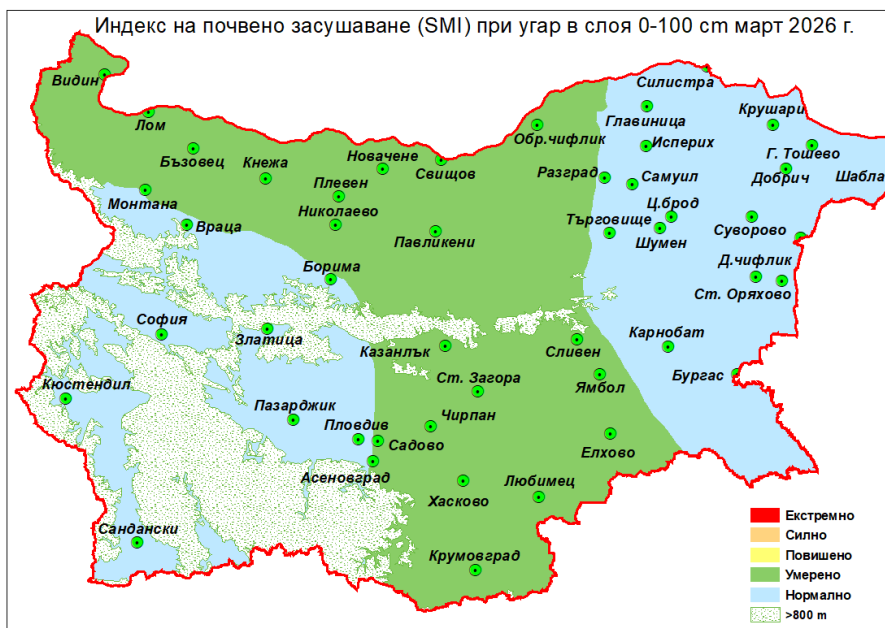 Индекс на почвено засушаване (SMI) при угар в слоя 0-100 cm март 2026 г.
Видин
Силистра
Лом
Главиница
Крушари
Обр.чифлик
Бъзовец
Новачене
Исперих
Г. Тошево
Кнежа
Свищов
Разград
Самуил
Добрич
Шабла
Плевен
Монтана
Николаево
Ц.брод
Враца
Търговище
Суворово
Павликени
Шумен
Борима
Д.чифлик
Ст. Оряхово
София
Златица
Карнобат
Казанлък
Сливен
Кюстендил
Ст. Загора
Ямбол
Бургас
Пазарджик
Чирпан
Пловдив
Садово
Елхово
Асеновград
Хасково
Любимец
Сандански
Крумовград
Екстремно
Силно
Повишено
Умерено
Нормално
>800 m